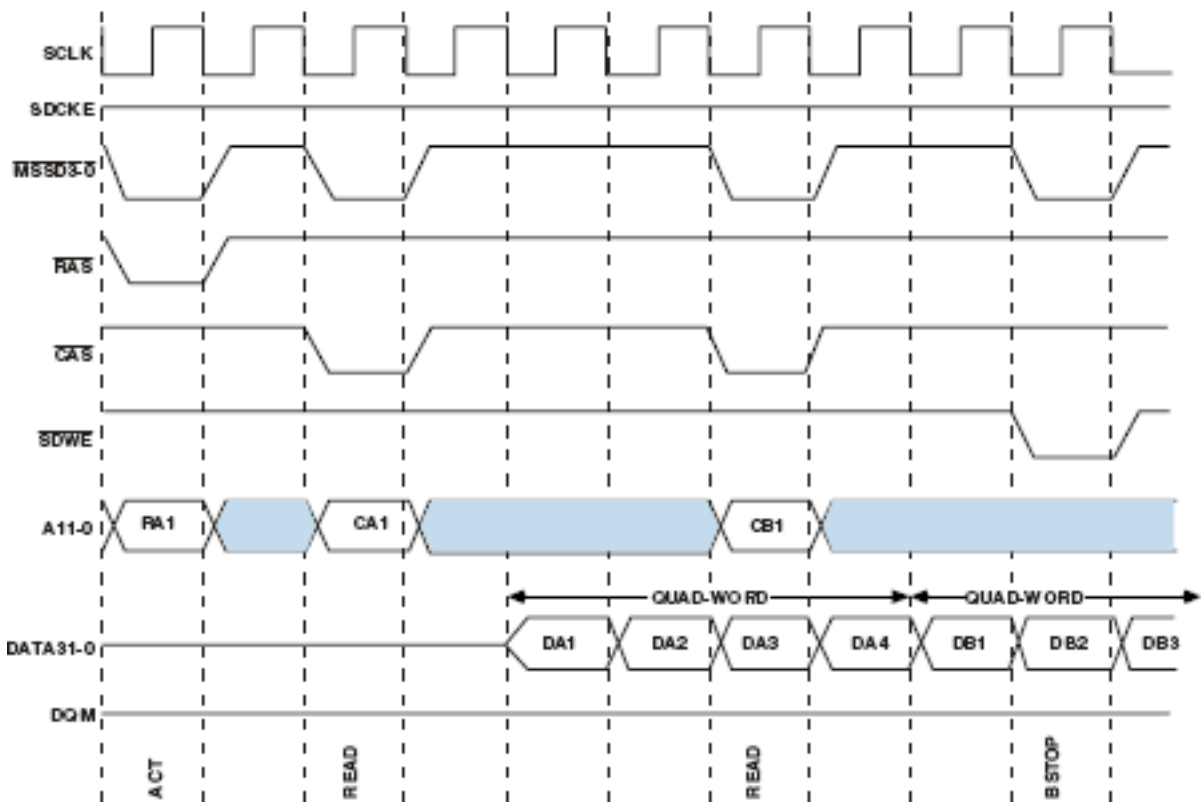 SCLK
SDCKE
MSSD3-0
RAS
CAS
SDWE
A11-0 RA1 CA1 CB1
QUAD-WORD QUAD-WORD
DATA31-0 DA1 DA2 DA3 DA4 DB1 DB2 DB3
DQM
ACT READ READ BSTOP